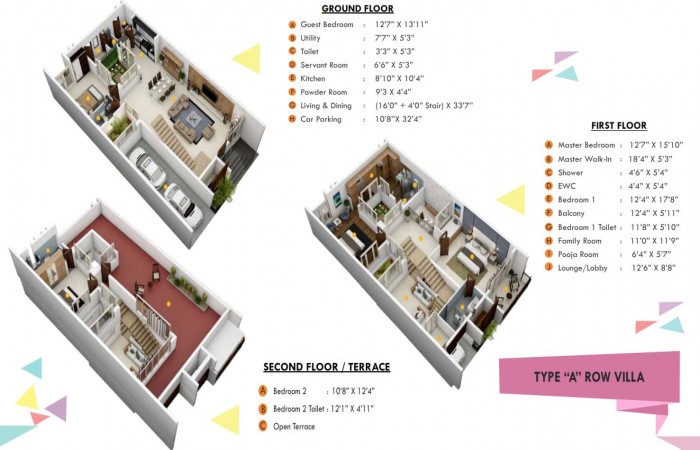 GROUND FLOOR
A Guest Bedroom : 12'7" X 13'11"
B Utility : 7'7" X 5'3"
C Toilet : 3'3" X 5'3"
D Servant Room : 6'6" X 5'3"
E Kitchen : 8'10" X 10'4"
F Powder Room : 9'3 X 4'4"
G Living & Dining : (16'0" + 4'0" Stair) X 33'7"
H Car Parking : 10'8"X 32'4"
FIRST FLOOR
A Master Bedroom : 12'7" X 15'10"
B Master Walk-In : 18'4" X 5'3"
C Shower : 4'6" X 5'4"
D EWC : 4'4" X 5'4"
E Bedroom 1 : 12'4" X 17'8"
F Balcony : 12'4" X 5'11"
G Bedroom 1 Toilet : 11'8" X 5'10"
H Family Room : 11'0" X 11'9"
I Pooja Room : 6'4" X 5'7"
J Lounge/Lobby : 12'6" X 8'8"
SECOND FLOOR / TERRACE
A Bedroom 2 : 10'8" X 12'4"
B Bedroom 2 Toilet : 12'1" X 4'11"
C Open Terrace
TYPE "A" ROW VILLA